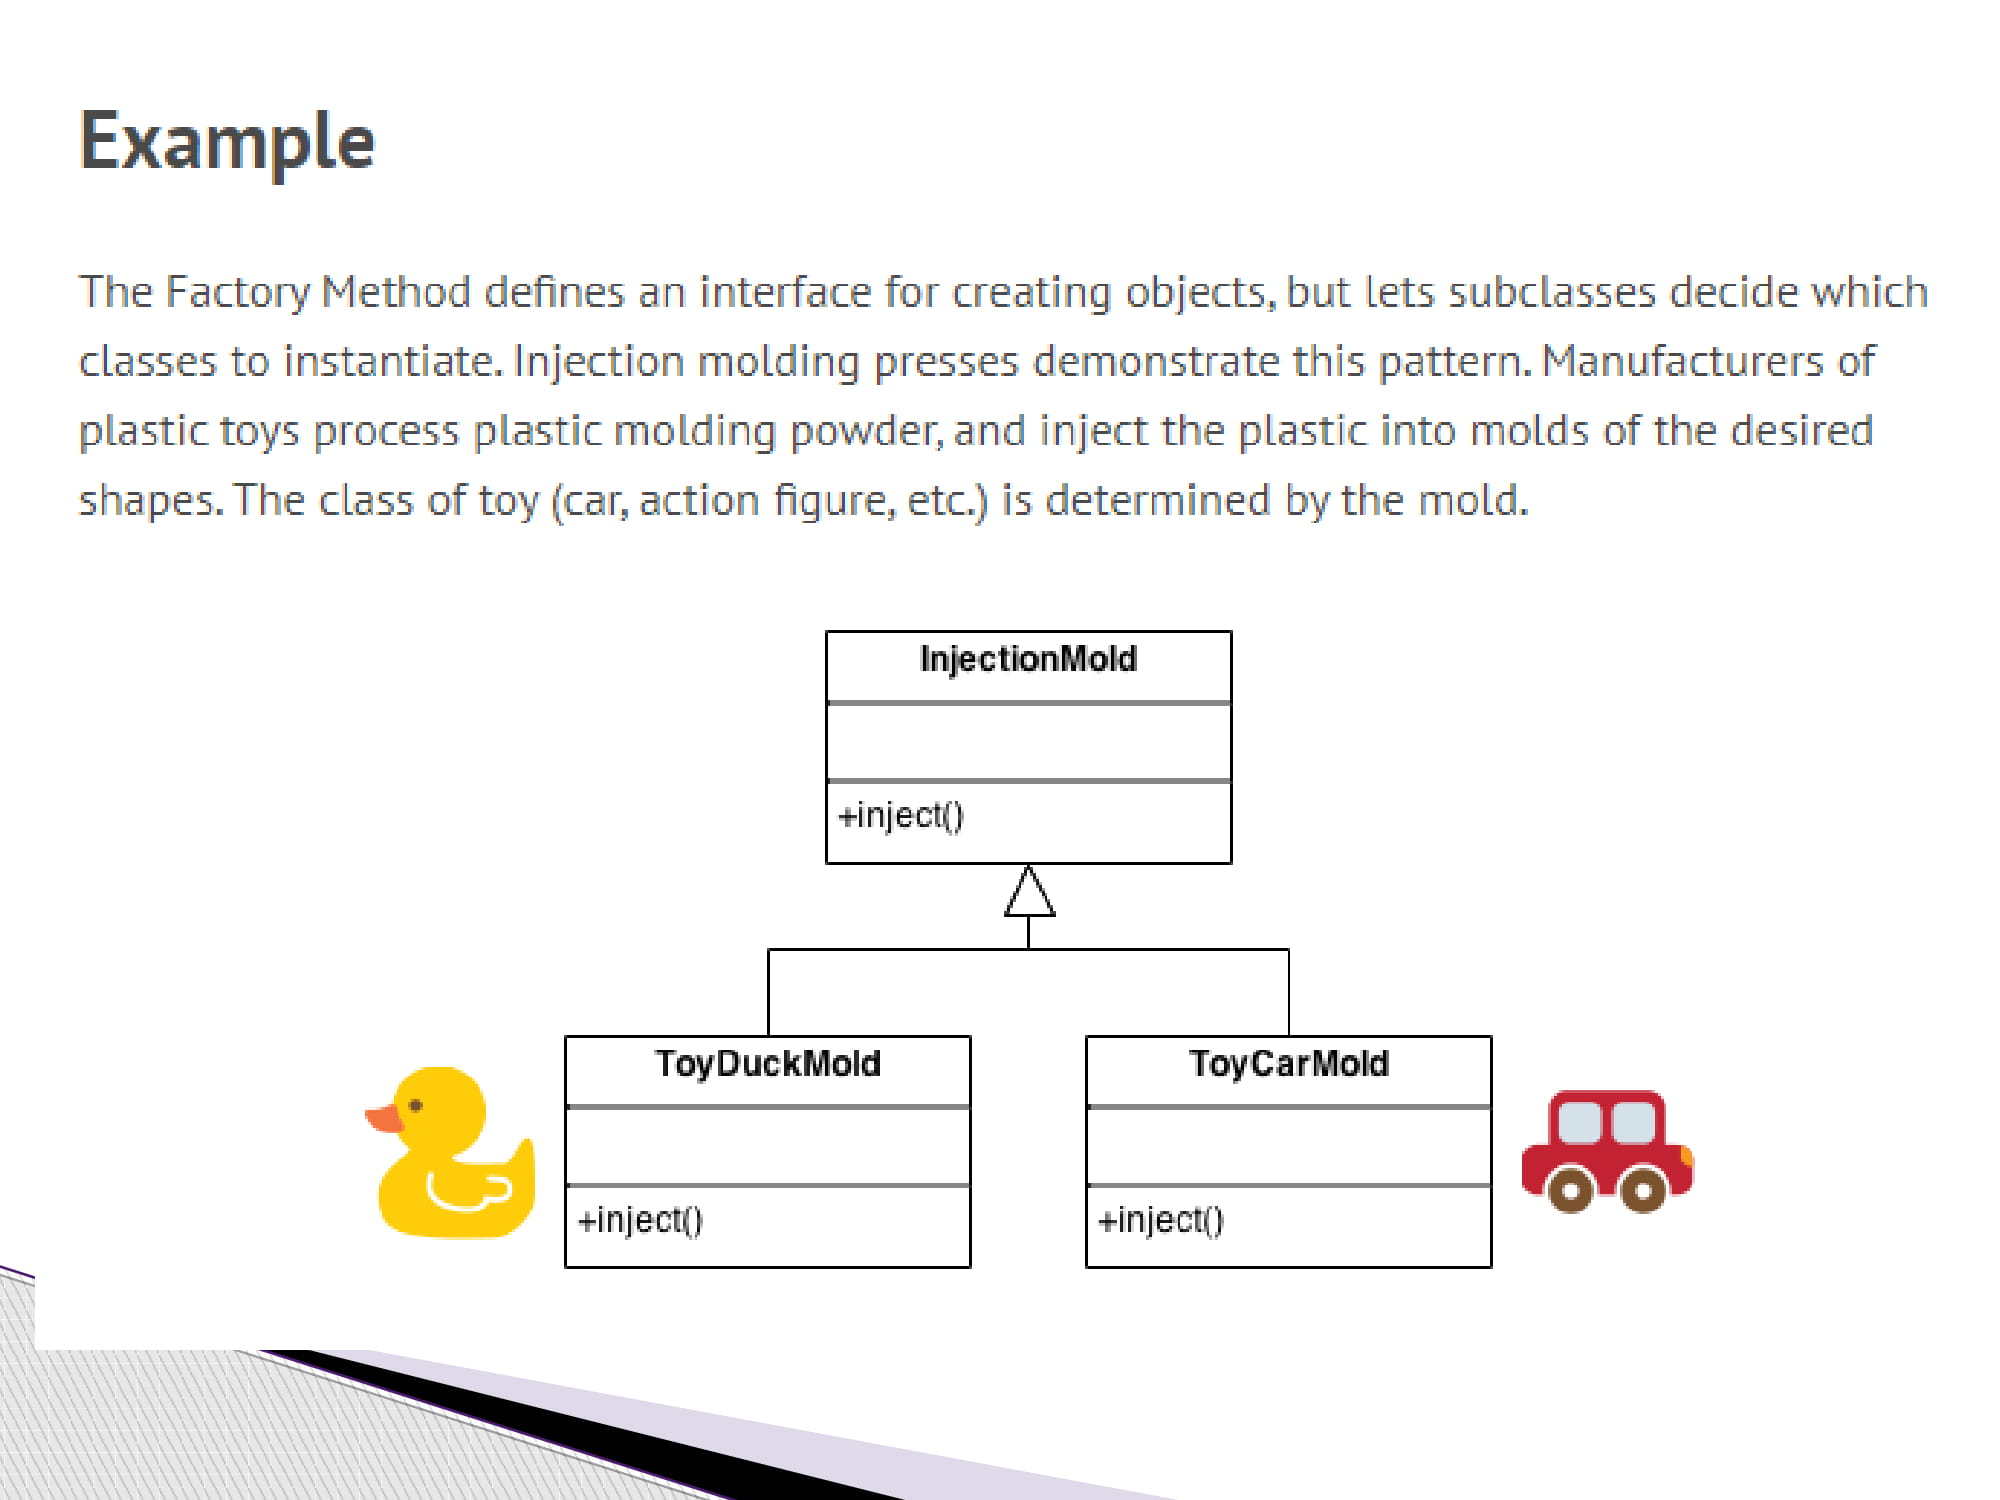 Example
The Factory Method defines an interface for creating objects, but lets subclasses decide which
classes to instantiate. Injection molding presses demonstrate this pattern. Manufacturers of
plastic toys process plastic molding powder, and inject the plastic into molds of the desired
shapes. The class of toy (car, action figure, etc.) is determined by the mold.
InjectionMold
+inject()
ToyDuckMold
+inject()
ToyCarMold
+inject()